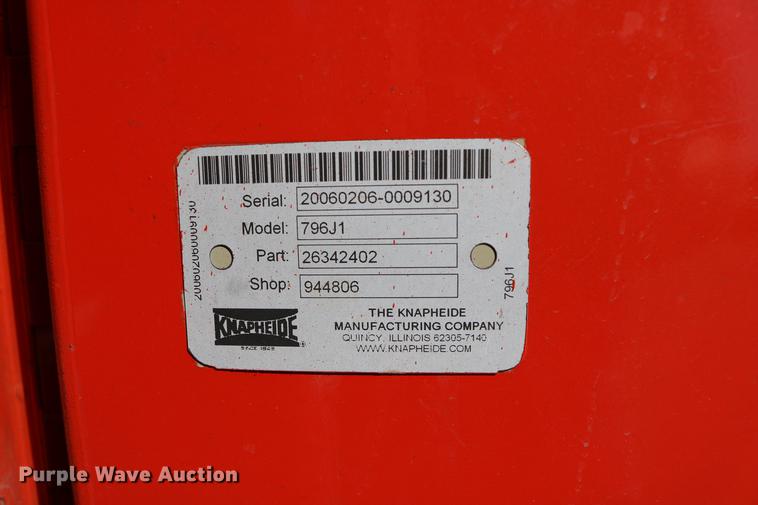 Serial: 20060206-0009130
Model: 796J1
Part: 26342402
Shop: 944806
200602060009130
796J1
KNAPHEIDE
SINCE 1848
THE KNAPHEIDE
MANUFACTURING COMPANY
QUINCY, ILLINOIS 62305-7140
WWW.KNAPHEIDE.COM
Purple Wave Auction